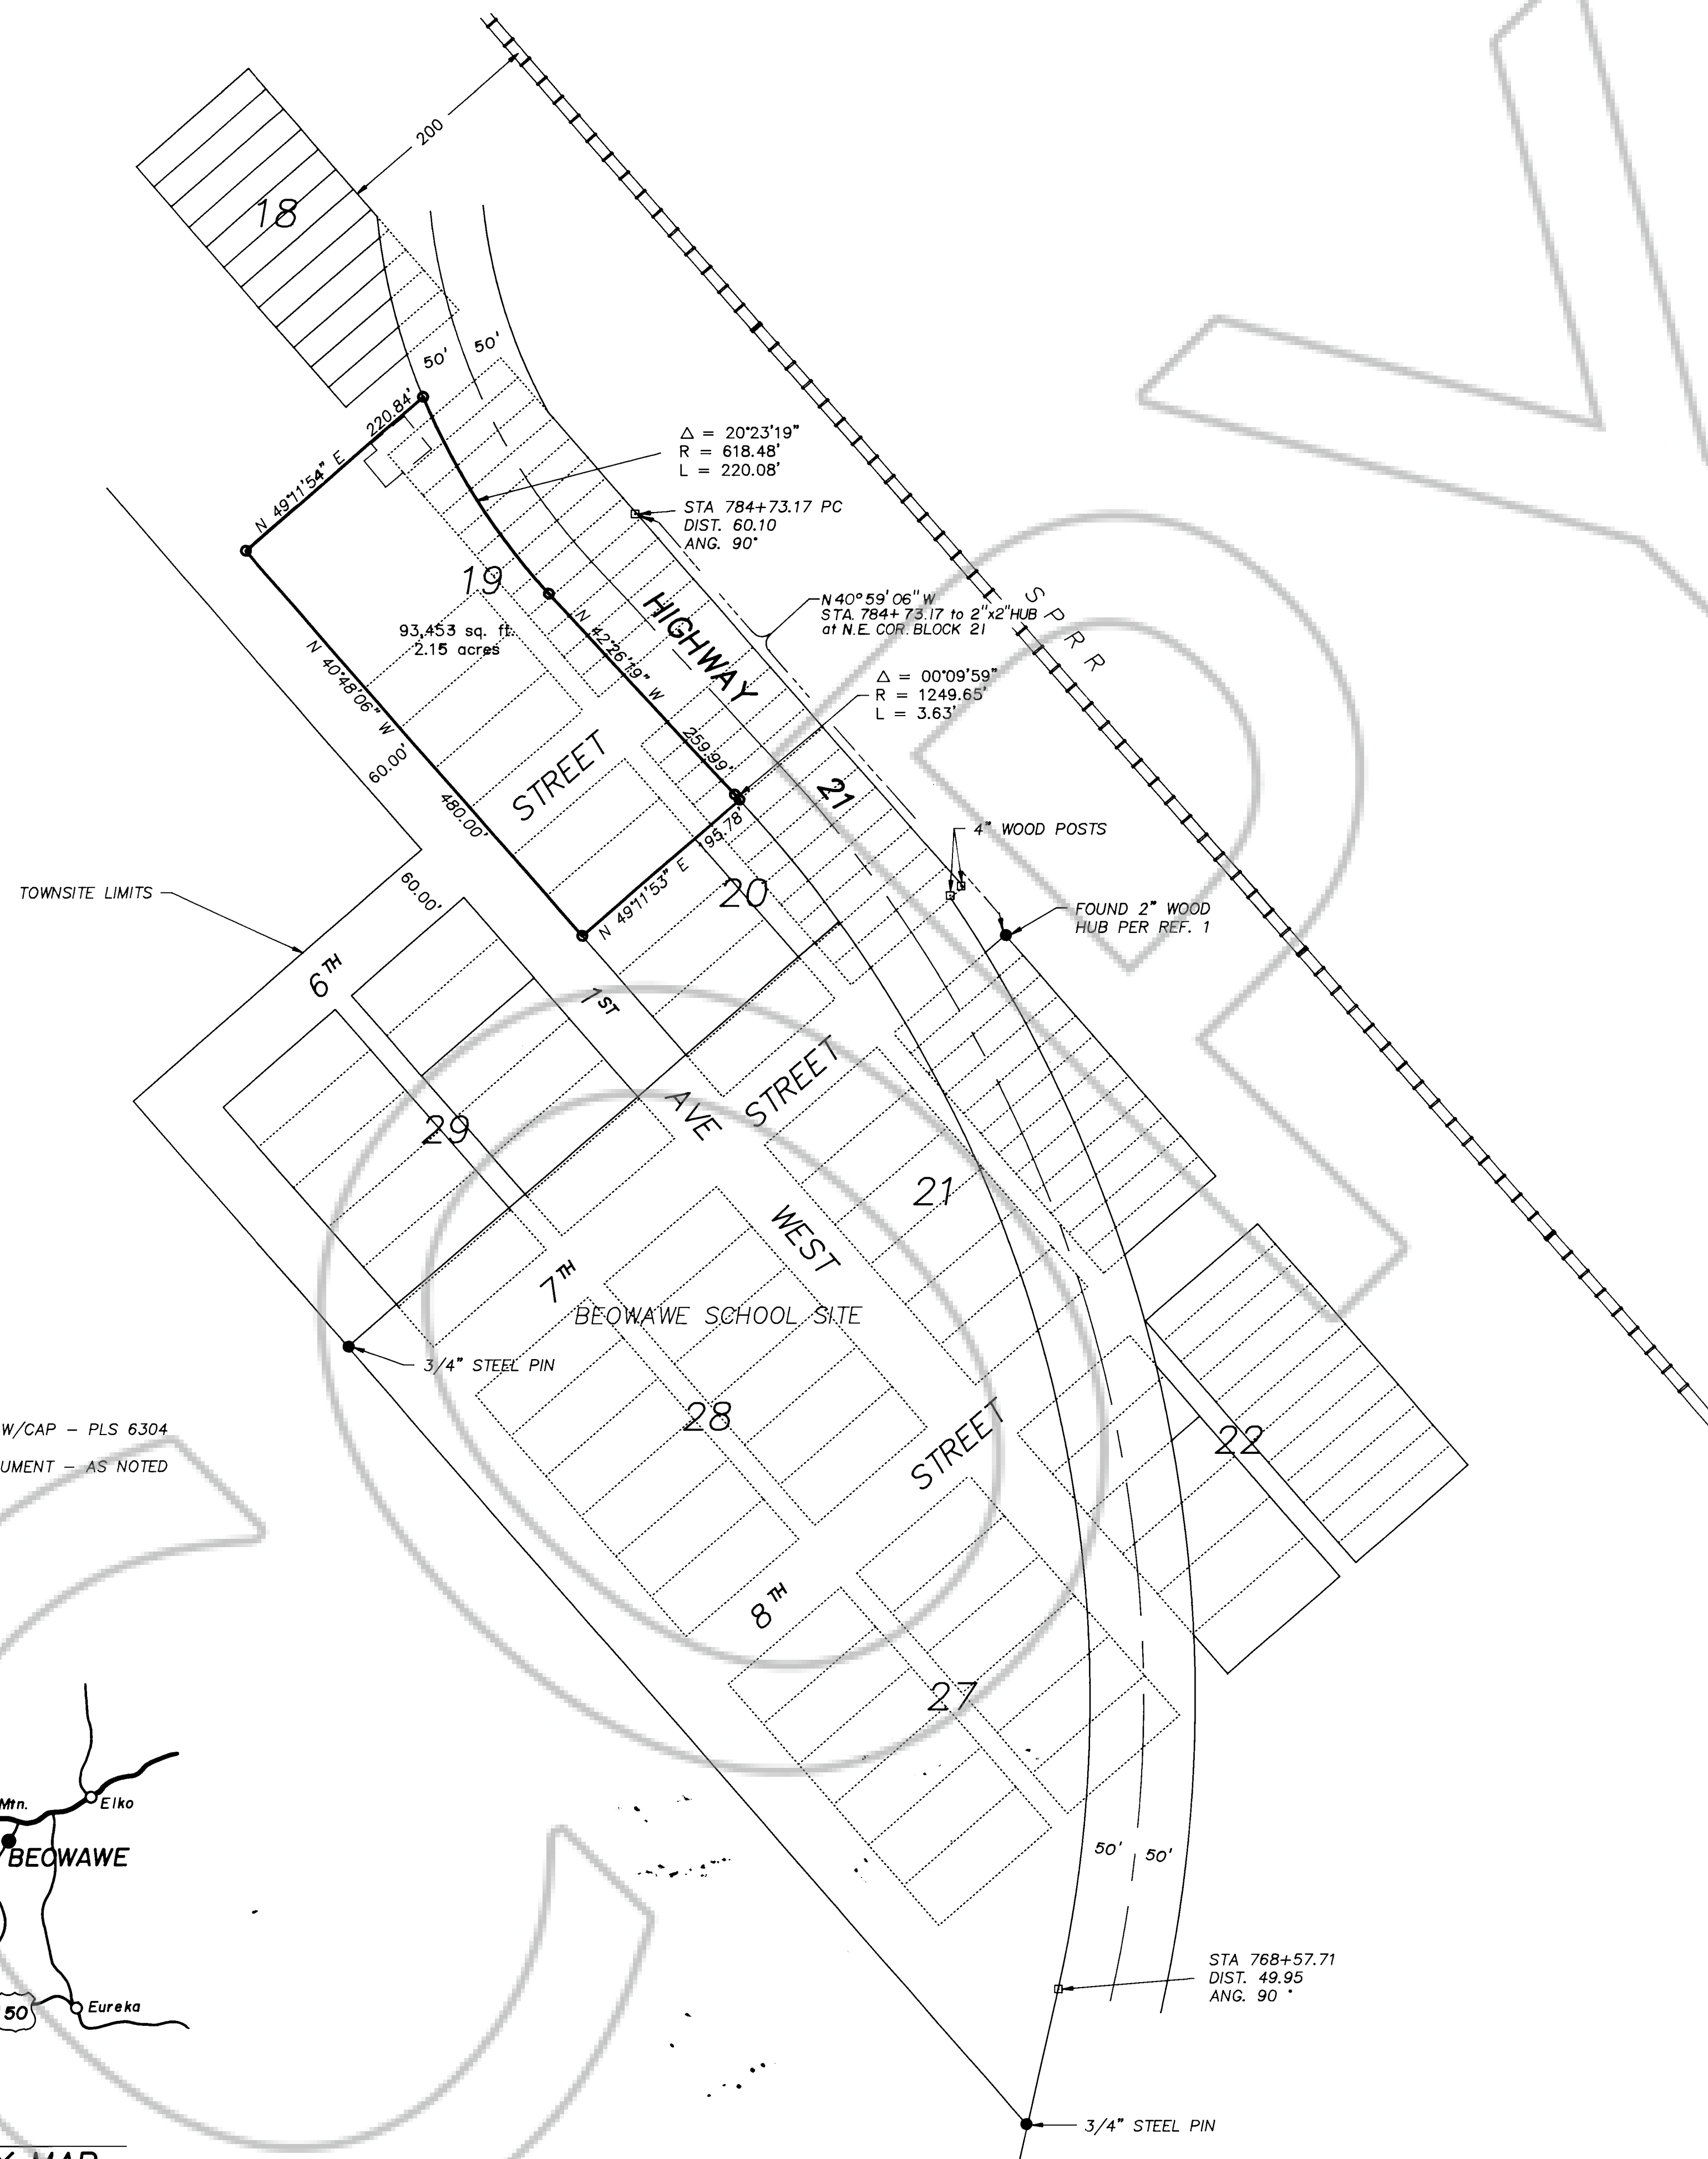 200
18
50' 50'
220.84'
N 49°11'54" E
Δ = 20°23'19"
R = 618.48'
L = 220.08'
STA 784+73.17 PC
DIST. 60.10
ANG. 90°
19
93,453 sq. ft.
2.15 acres
HIGHWAY
N 40°59'06" W
STA. 784+73.17 to 2"x2" HUB
at N.E. COR. BLOCK 21
S P R R
N 42°26'19" W
259.99'
Δ = 00°09'59"
R = 1249.65'
L = 3.63'
N 40°48'06" W
480.00'
60.00'
STREET
21
4" WOOD POSTS
195.78'
N 49°11'53" E
20
TOWNSITE LIMITS
60.00'
FOUND 2" WOOD
HUB PER REF. 1
6TH
1ST
AVE
STREET
29
21
WEST
7TH
BEOWAWE SCHOOL SITE
3/4" STEEL PIN
28
STREET
22
W/CAP – PLS 6304
UMENT – AS NOTED
8TH
27
Mtn.
Elko
BEOWAWE
50' 50'
50
Eureka
STA 768+57.71
DIST. 49.95
ANG. 90 °
3/4" STEEL PIN
MAP
COPY